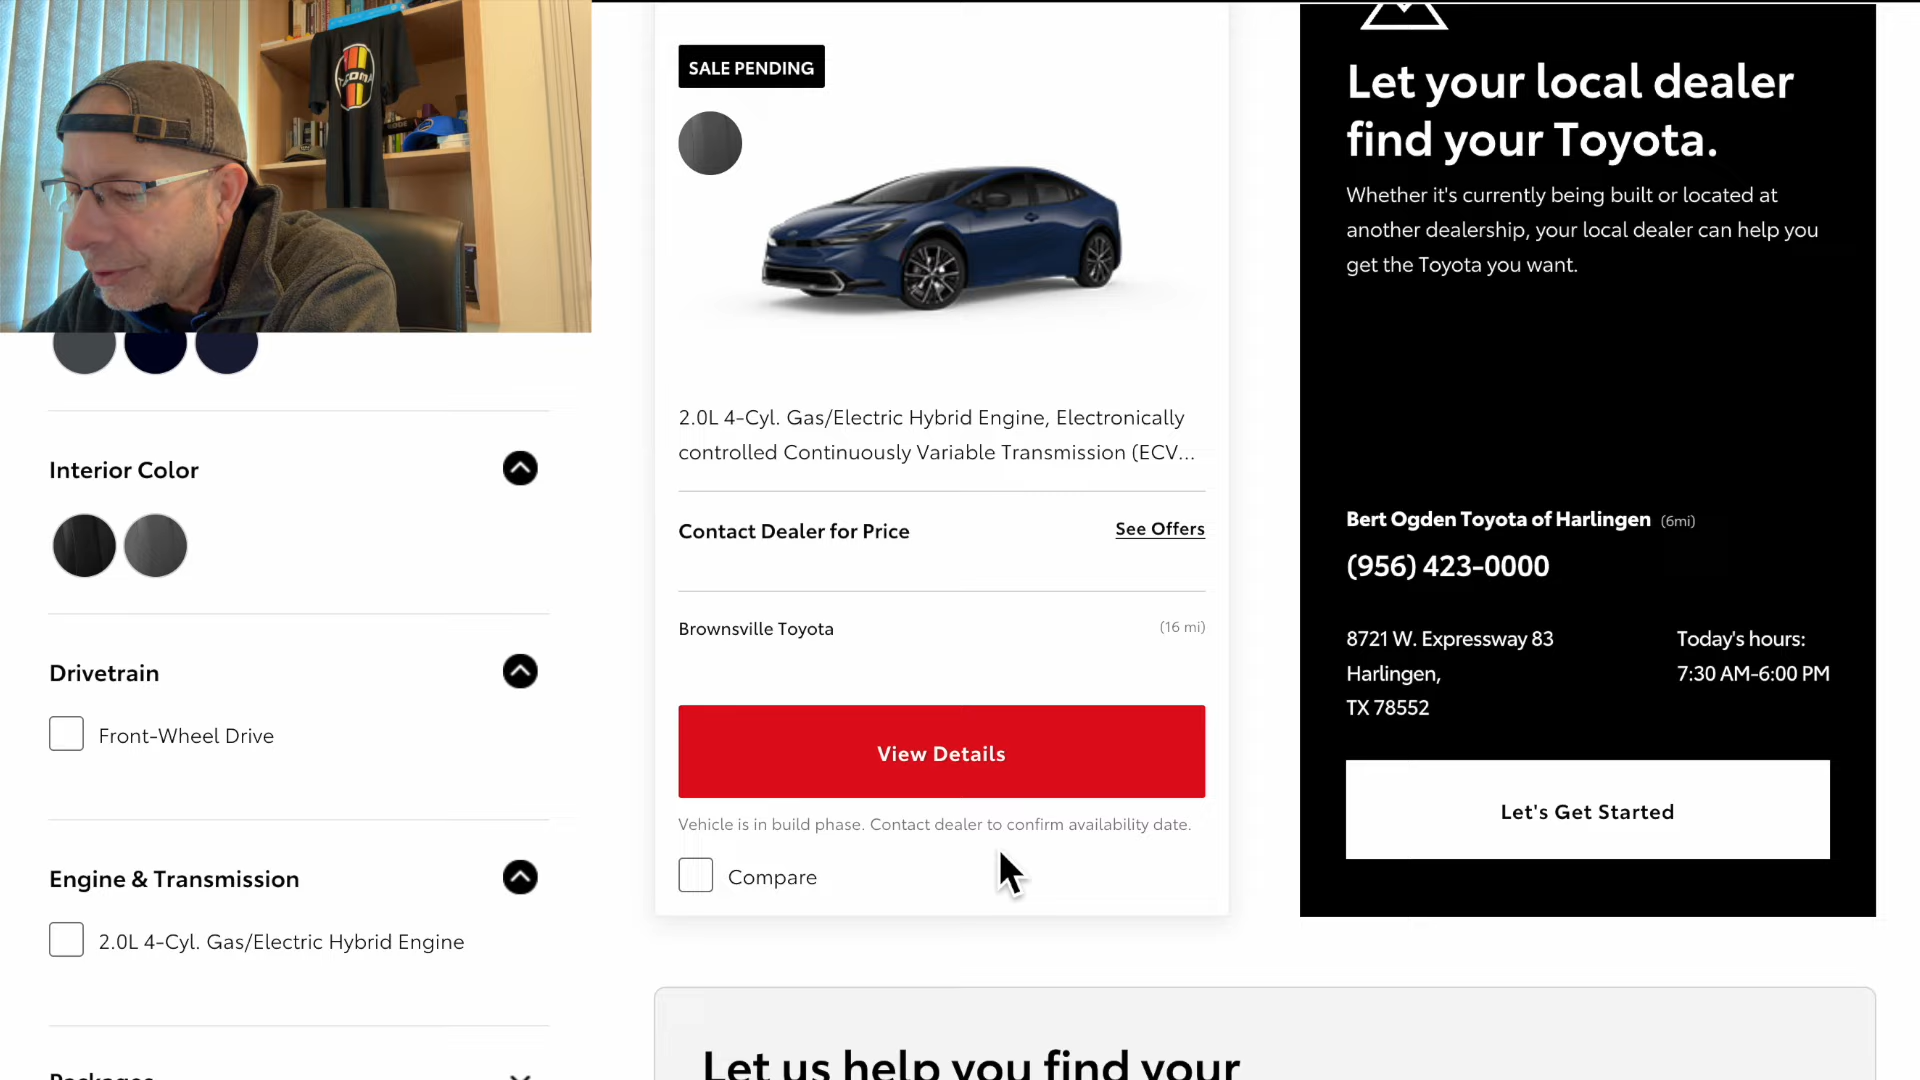 TACOMA
SALE PENDING
2.0L 4-Cyl. Gas/Electric Hybrid Engine, Electronically
controlled Continuously Variable Transmission (ECV...
Contact Dealer for Price
See Offers
Brownsville Toyota
(16 mi)
View Details
Vehicle is in build phase. Contact dealer to confirm availability date.
Compare
Interior Color
Drivetrain
Front-Wheel Drive
Engine & Transmission
2.0L 4-Cyl. Gas/Electric Hybrid Engine
Packages
Let your local dealer
find your Toyota.
Whether it's currently being built or located at
another dealership, your local dealer can help you
get the Toyota you want.
Bert Ogden Toyota of Harlingen (6mi)
(956) 423-0000
8721 W. Expressway 83
Harlingen,
TX 78552
Today's hours:
7:30 AM-6:00 PM
Let's Get Started
Let us help you find your